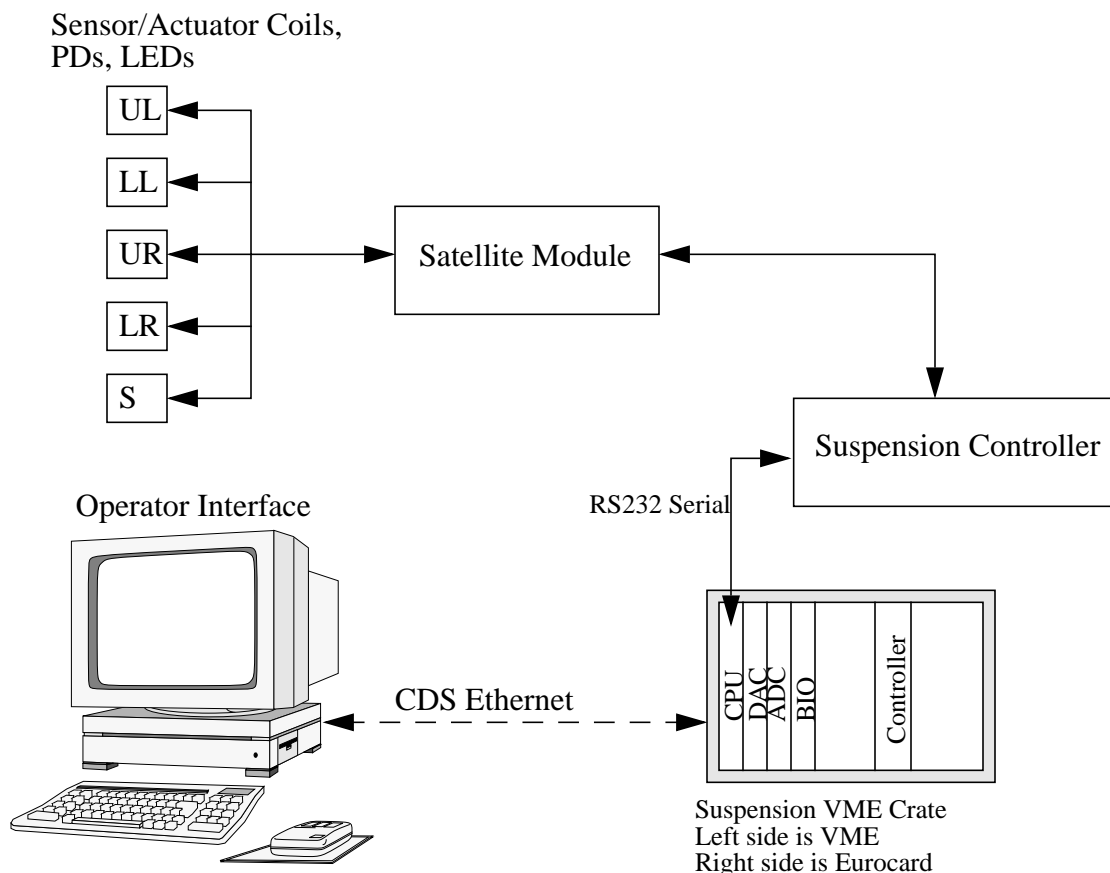 Sensor/Actuator Coils,
PDs, LEDs
UL
LL
UR
LR
S
Satellite Module
Suspension Controller
RS232 Serial
Operator Interface
CDS Ethernet
CPU
DAC
ADC
BIO
Controller
Suspension VME Crate
Left side is VME
Right side is Eurocard